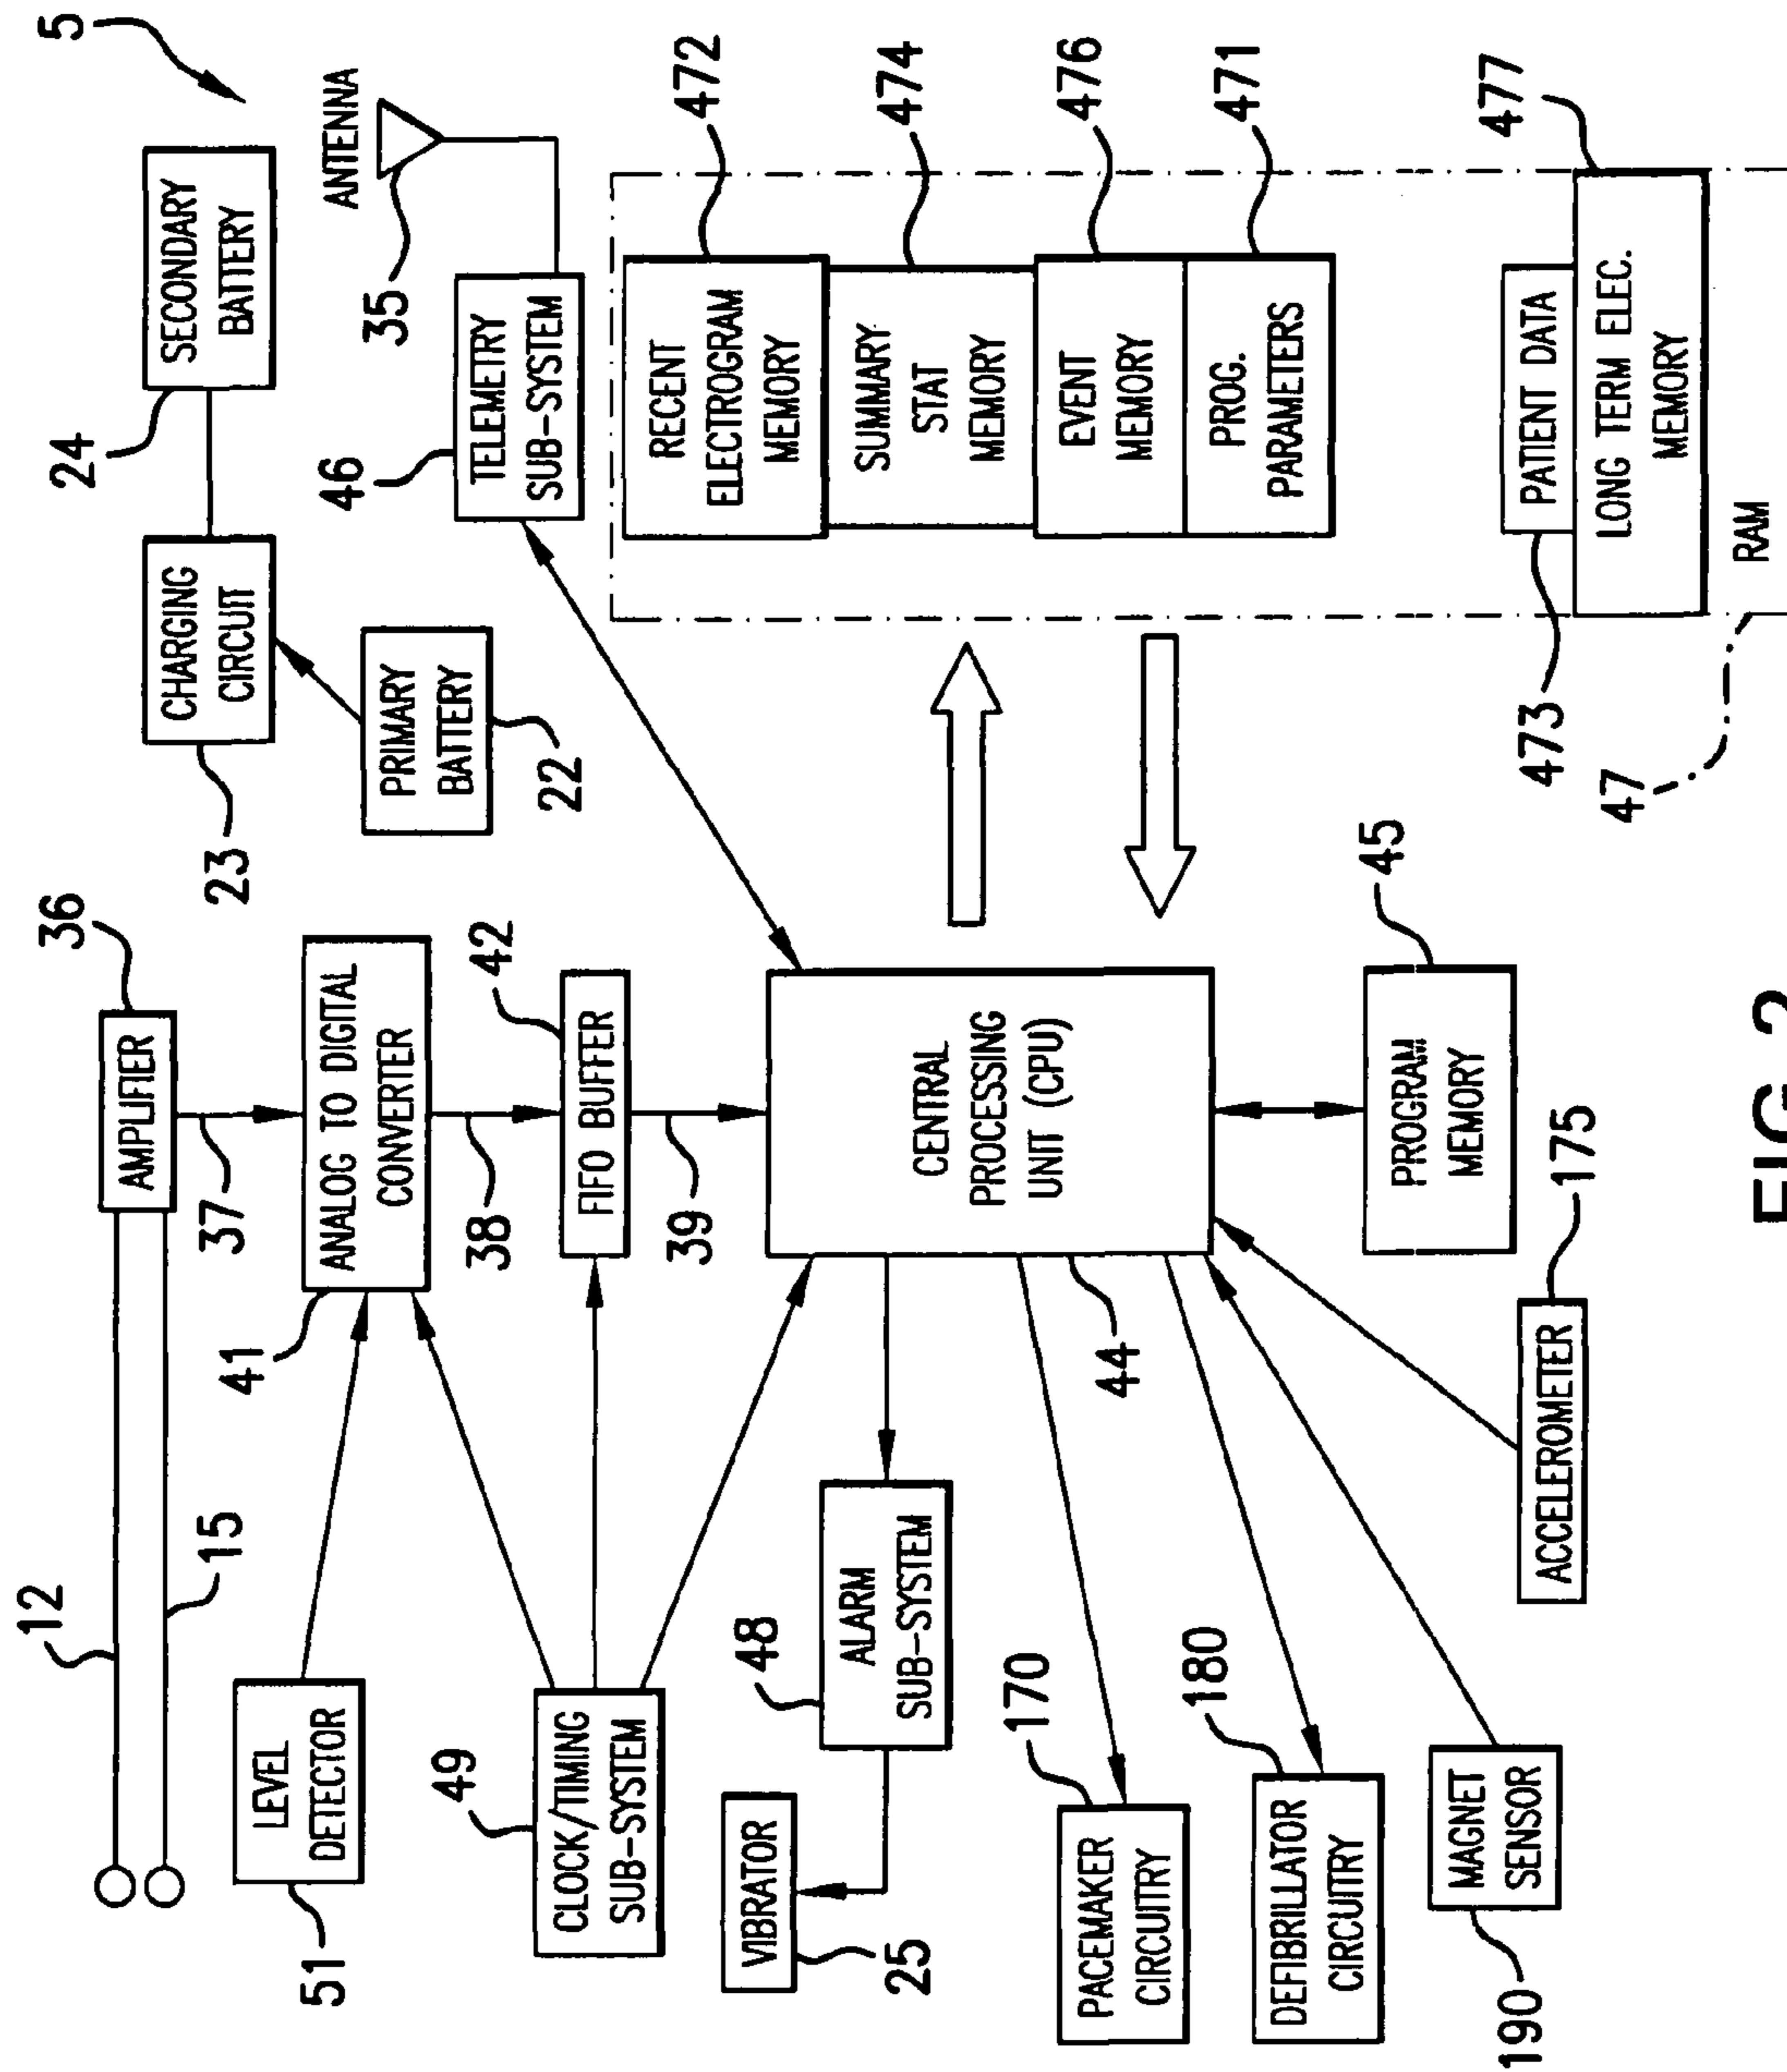 5
12
15
AMPLIFIER
36
37
SECONDARY
BATTERY
24
CHARGING
CIRCUIT
23
PRIMARY
BATTERY
22
ANTENNA
35
LEVEL
DETECTOR
51
ANALOG TO DIGITAL
CONVERTER
41
38
TELEMETRY
SUB-SYSTEM
46
CLOCK/TIMING
SUB-SYSTEM
49
FIFO BUFFER
42
39
VIBRATOR
25
ALARM
SUB-SYSTEM
48
CENTRAL
PROCESSING
UNIT (CPU)
44
RECENT
ELECTROGRAM
MEMORY
472
SUMMARY
STAT
MEMORY
474
EVENT
MEMORY
476
PROG.
PARAMETERS
471
PACEMAKER
CIRCUITRY
170
DEFIBRILLATOR
CIRCUITRY
180
MAGNET
SENSOR
190
ACCELEROMETER
175
PROGRAM
MEMORY
45
PATIENT DATA
473
LONG TERM ELEC.
MEMORY
477
RAM
47